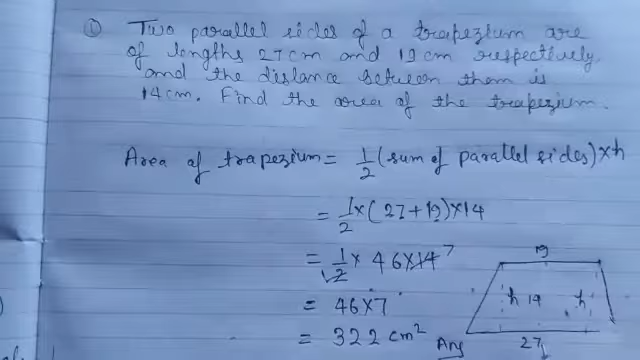 ① Two parallel sides of a trapezium are
of lengths 27cm and 19cm respectively.
and the distance between them is
14cm. Find the area of the trapezium.
Area of trapezium = 1/2 (sum of parallel sides) × h
= 1/2 × (27+19) × 14
= 1/2 × 46 × 14 7
= 46 × 7
= 322 cm²
Ans
19
h 14 h
27